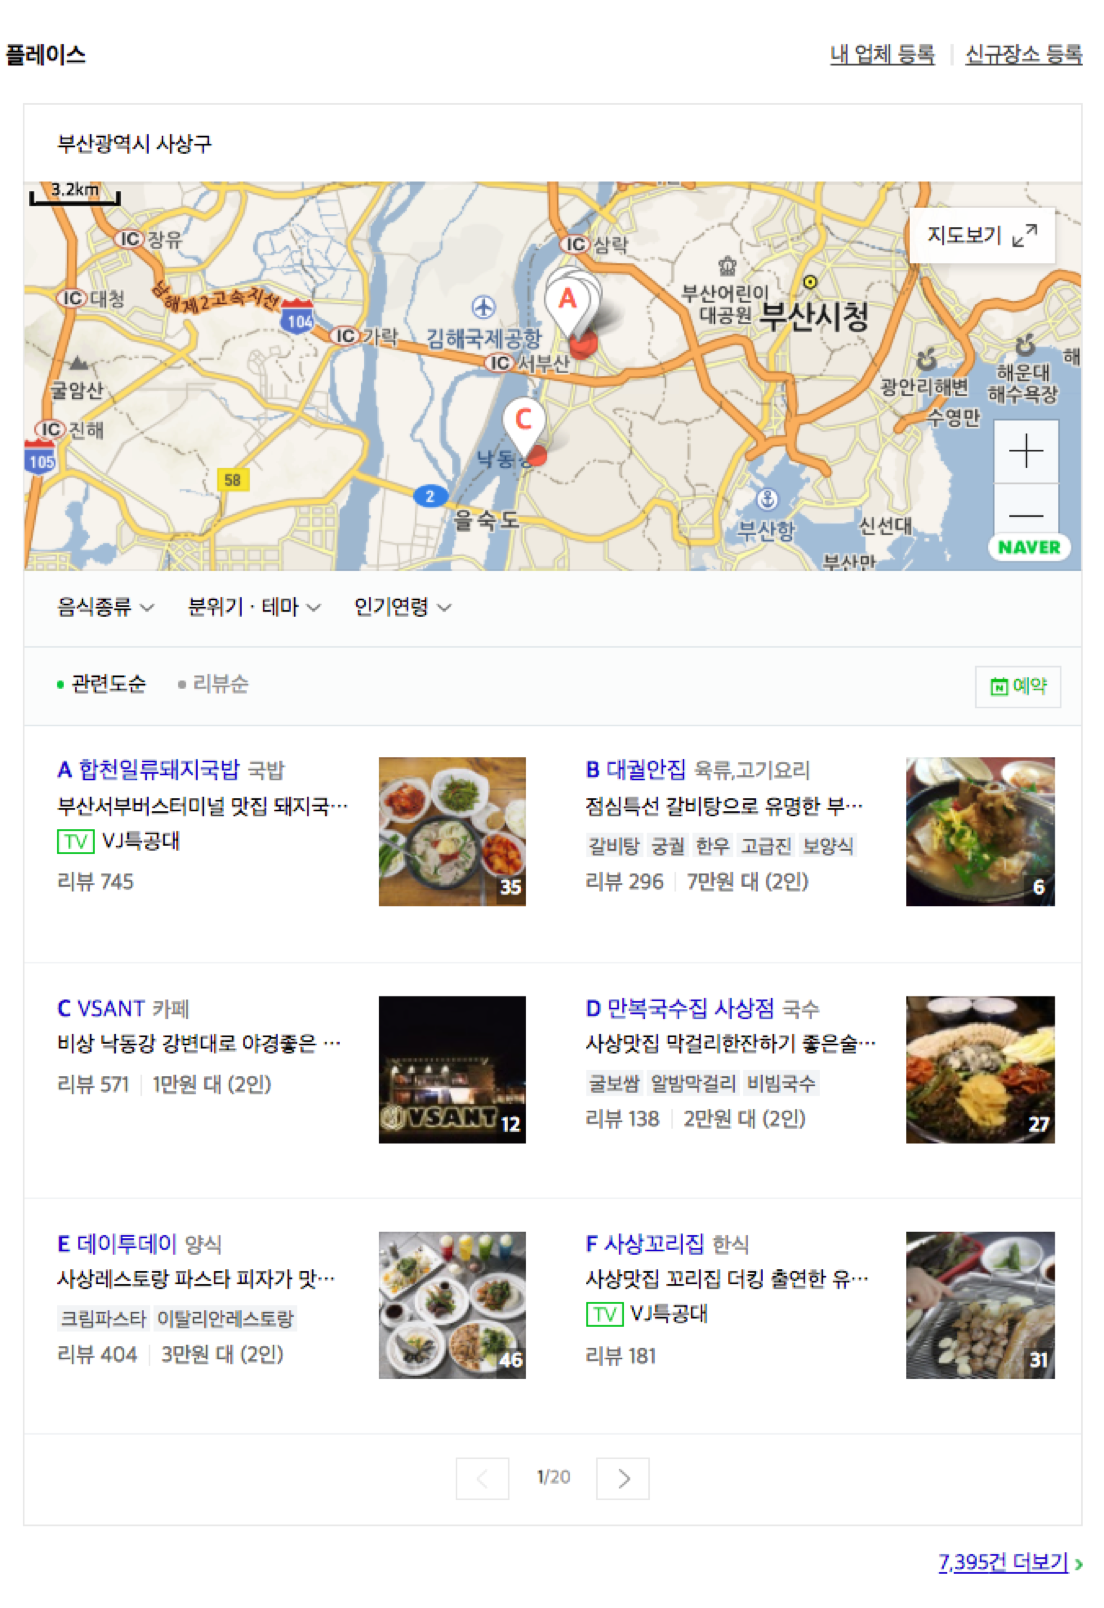 플레이스
내 업체 등록 신규장소 등록
부산광역시 사상구
3.2km
IC 장유
IC 삼락
지도보기
IC 대청
남해제2고속지선
104
A
부산어린이
대공원
부산시청
IC 가락
김해국제공항
IC 서부산
해
굴암산
광안리해변
해운대
해수욕장
IC 진해
C
수영만
105
낙동강
58
2
을숙도
부산항
신선대
부산만
NAVER
음식종류 분위기·테마 인기연령
관련도순 리뷰순 예약
A 합천일류돼지국밥 국밥
부산서부버스터미널 맛집 돼지국…
TV VJ특공대
리뷰 745
35
B 대궐안집 육류,고기요리
점심특선 갈비탕으로 유명한 부…
갈비탕 궁궐 한우 고급진 보양식
리뷰 296 7만원 대 (2인)
6
C VSANT 카페
비상 낙동강 강변대로 야경좋은 …
리뷰 571 1만원 대 (2인)
VSANT
12
D 만복국수집 사상점 국수
사상맛집 막걸리한잔하기 좋은술…
굴보쌈 알밤막걸리 비빔국수
리뷰 138 2만원 대 (2인)
27
E 데이투데이 양식
사상레스토랑 파스타 피자가 맛…
크림파스타 이탈리안레스토랑
리뷰 404 3만원 대 (2인)
46
F 사상꼬리집 한식
사상맛집 꼬리집 더킹 출연한 유…
TV VJ특공대
리뷰 181
31
1/20
7,395건 더보기